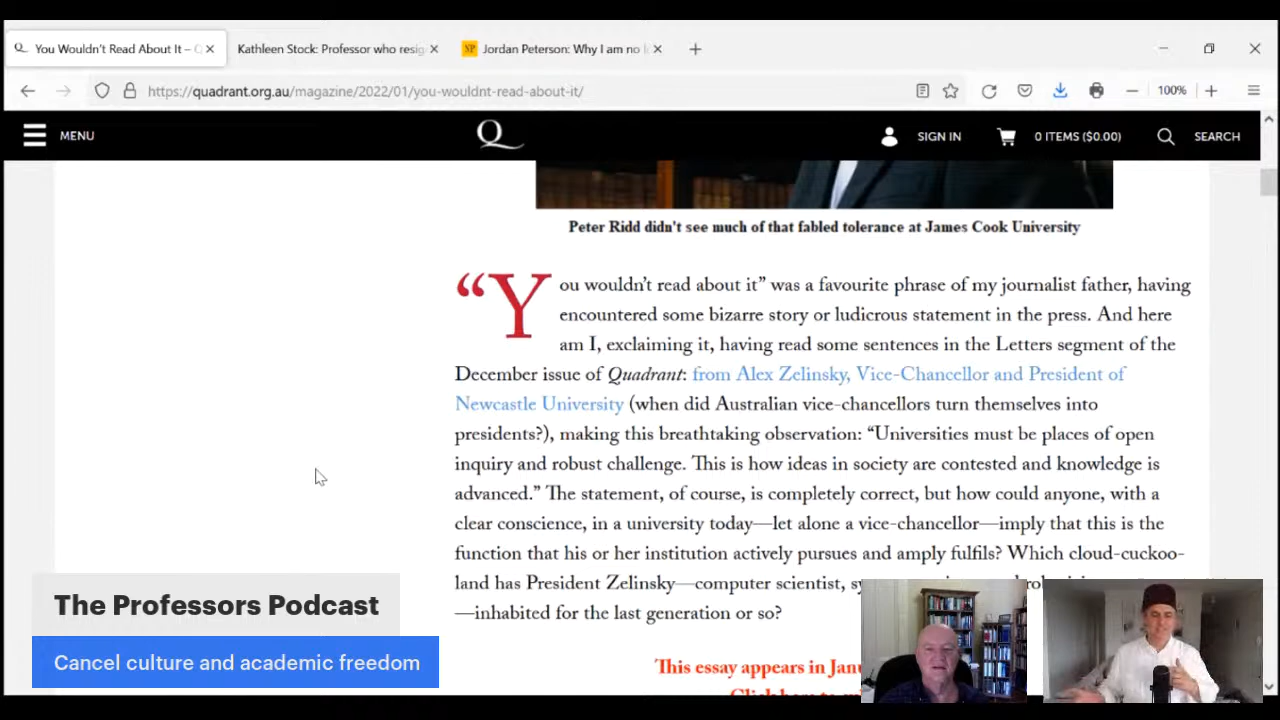 You Wouldn't Read About It – Q
Kathleen Stock: Professor who resig
NP Jordan Peterson: Why I am no l
https://quadrant.org.au/magazine/2022/01/you-wouldnt-read-about-it/
100%
MENU
Q
SIGN IN
0 ITEMS ($0.00)
SEARCH
Peter Ridd didn't see much of that fabled tolerance at James Cook University
“You wouldn't read about it” was a favourite phrase of my journalist father, having
encountered some bizarre story or ludicrous statement in the press. And here
am I, exclaiming it, having read some sentences in the Letters segment of the
December issue of Quadrant: from Alex Zelinsky, Vice-Chancellor and President of
Newcastle University (when did Australian vice-chancellors turn themselves into
presidents?), making this breathtaking observation: “Universities must be places of open
inquiry and robust challenge. This is how ideas in society are contested and knowledge is
advanced.” The statement, of course, is completely correct, but how could anyone, with a
clear conscience, in a university today—let alone a vice-chancellor—imply that this is the
function that his or her institution actively pursues and amply fulfils? Which cloud-cuckoo-
land has President Zelinsky—computer scientist,
—inhabited for the last generation or so?
This essay appears in
The Professors Podcast
Cancel culture and academic freedom